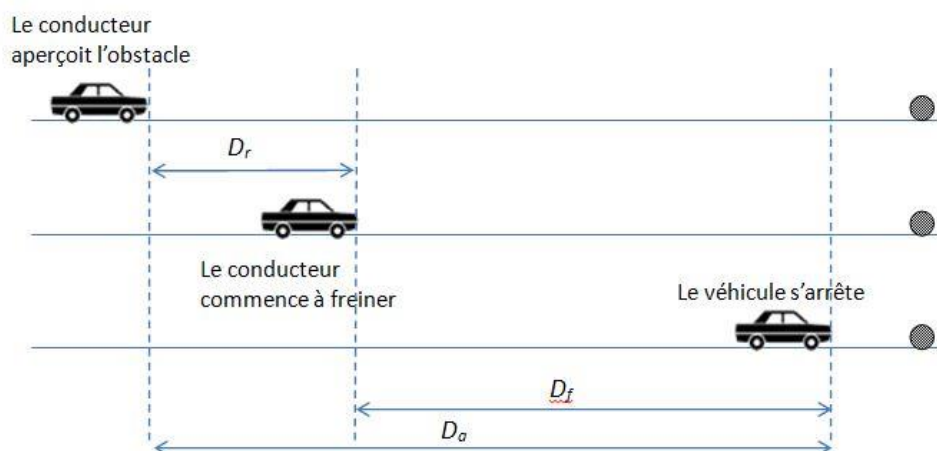 Le conducteur
aperçoit l'obstacle
Dr
Le conducteur
commence à freiner
Le véhicule s'arrête
Df
Da